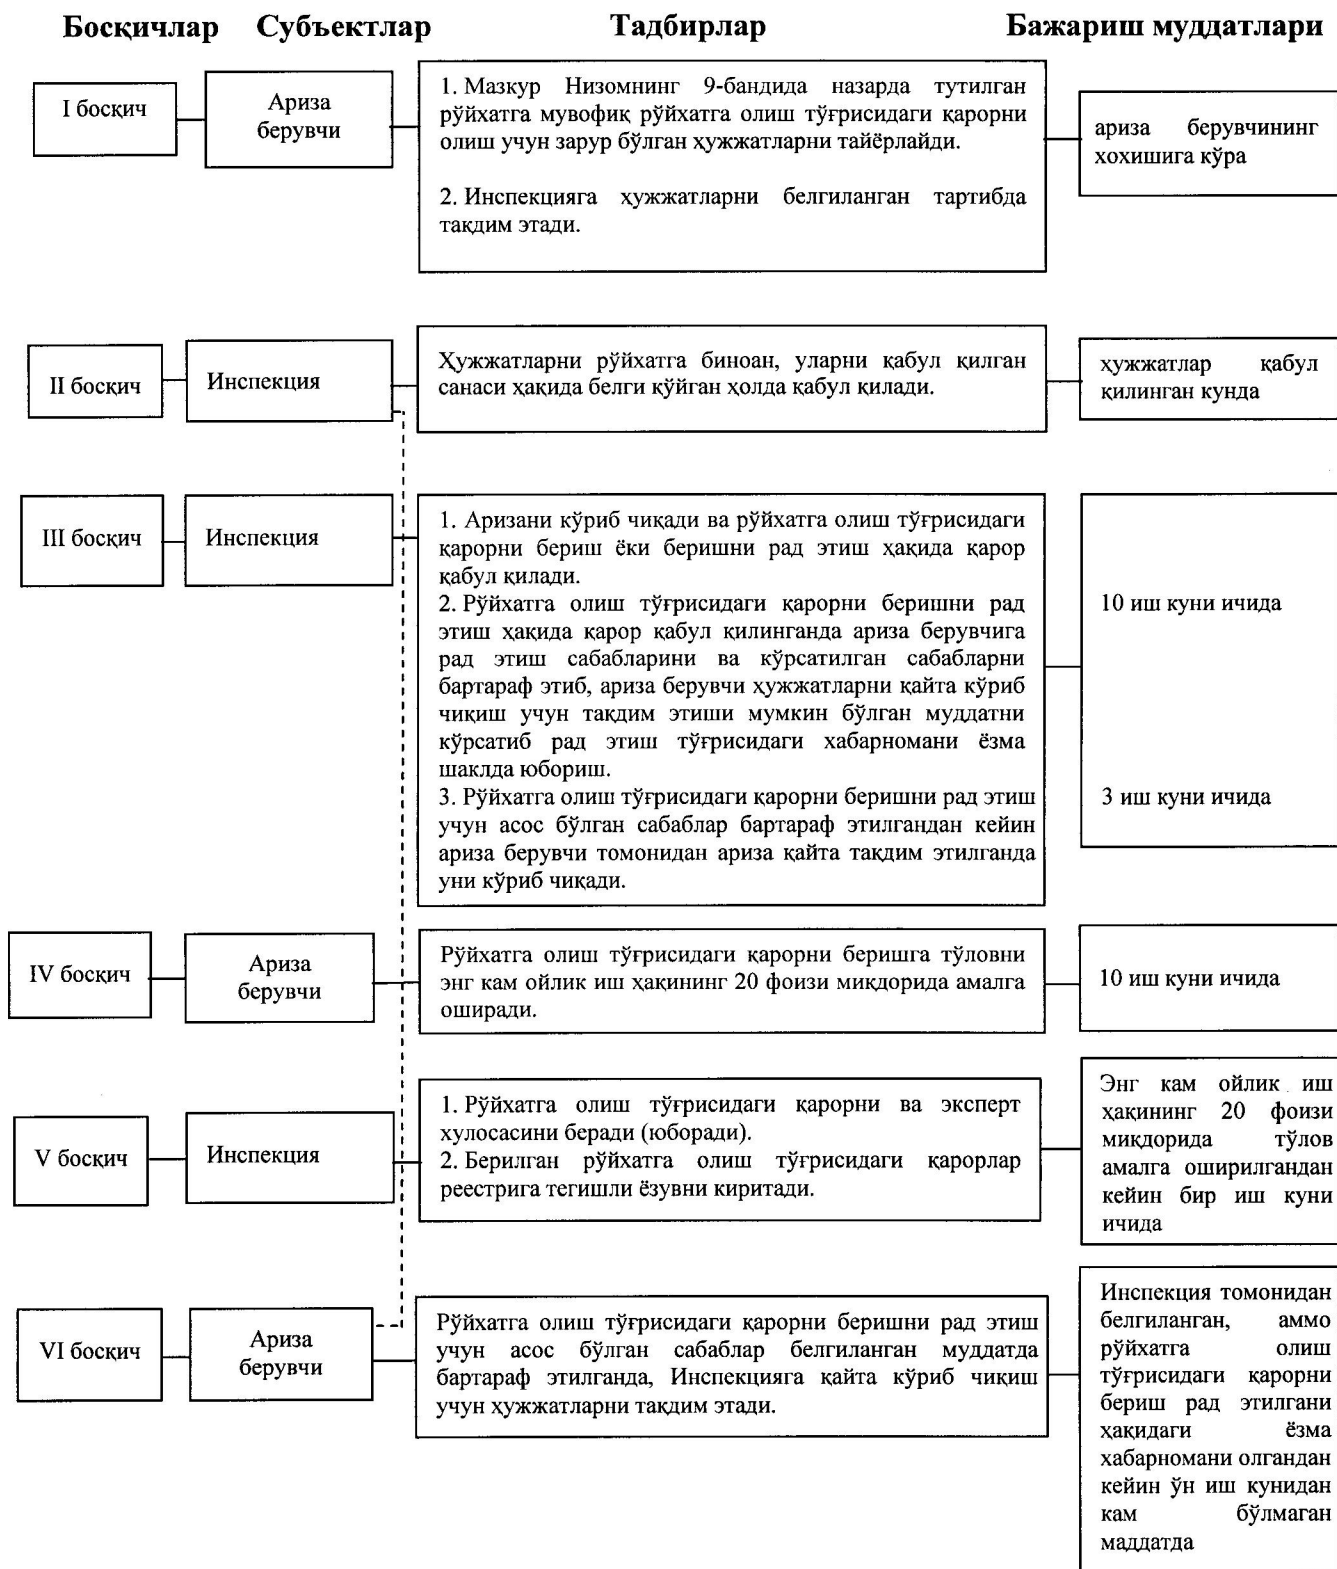 Босқичлар Субъектлар Тадбирлар Бажариш муддатлари
I босқич
Ариза
берувчи
1. Мазкур Низомнинг 9-бандида назарда тутилган
рўйхатга мувофиқ рўйхатга олиш тўғрисидаги қарорни
олиш учун зарур бўлган ҳужжатларни тайёрлайди.
2. Инспекцияга ҳужжатларни белгиланган тартибда
тақдим этади.
ариза берувчининг
хохишига кўра
II босқич
Инспекция
Ҳужжатларни рўйхатга биноан, уларни қабул қилган
санаси ҳақида белги қўйган ҳолда қабул қилади.
ҳужжатлар қабул
қилинган кунда
III босқич
Инспекция
1. Аризани кўриб чиқади ва рўйхатга олиш тўғрисидаги
қарорни бериш ёки беришни рад этиш ҳақида қарор
қабул қилади.
2. Рўйхатга олиш тўғрисидаги қарорни беришни рад
этиш ҳақида қарор қабул қилинганда ариза берувчига
рад этиш сабабларини ва кўрсатилган сабабларни
бартараф этиб, ариза берувчи ҳужжатларни қайта кўриб
чиқиш учун тақдим этиши мумкин бўлган муддатни
кўрсатиб рад этиш тўғрисидаги хабарномани ёзма
шаклда юбориш.
3. Рўйхатга олиш тўғрисидаги қарорни беришни рад этиш
учун асос бўлган сабаблар бартараф этилгандан кейин
ариза берувчи томонидан ариза қайта тақдим этилганда
уни кўриб чиқади.
10 иш куни ичида
3 иш куни ичида
IV босқич
Ариза
берувчи
Рўйхатга олиш тўғрисидаги қарорни беришга тўловни
энг кам ойлик иш ҳақининг 20 фоизи миқдорида амалга
оширади.
10 иш куни ичида
V босқич
Инспекция
1. Рўйхатга олиш тўғрисидаги қарорни ва эксперт
хулосасини беради (юборади).
2. Берилган рўйхатга олиш тўғрисидаги қарорлар
реестрига тегишли ёзувни киритади.
Энг кам ойлик иш
ҳақининг 20 фоизи
миқдорида тўлов
амалга оширилгандан
кейин бир иш куни
ичида
VI босқич
Ариза
берувчи
Рўйхатга олиш тўғрисидаги қарорни беришни рад этиш
учун асос бўлган сабаблар белгиланган муддатда
бартараф этилганда, Инспекцияга қайта кўриб чиқиш
учун ҳужжатларни тақдим этади.
Инспекция томонидан
белгиланган, аммо
рўйхатга олиш
тўғрисидаги қарорни
бериш рад этилгани
ҳақидаги ёзма
хабарномани олгандан
кейин ўн иш кунидан
кам бўлмаган
маддатда